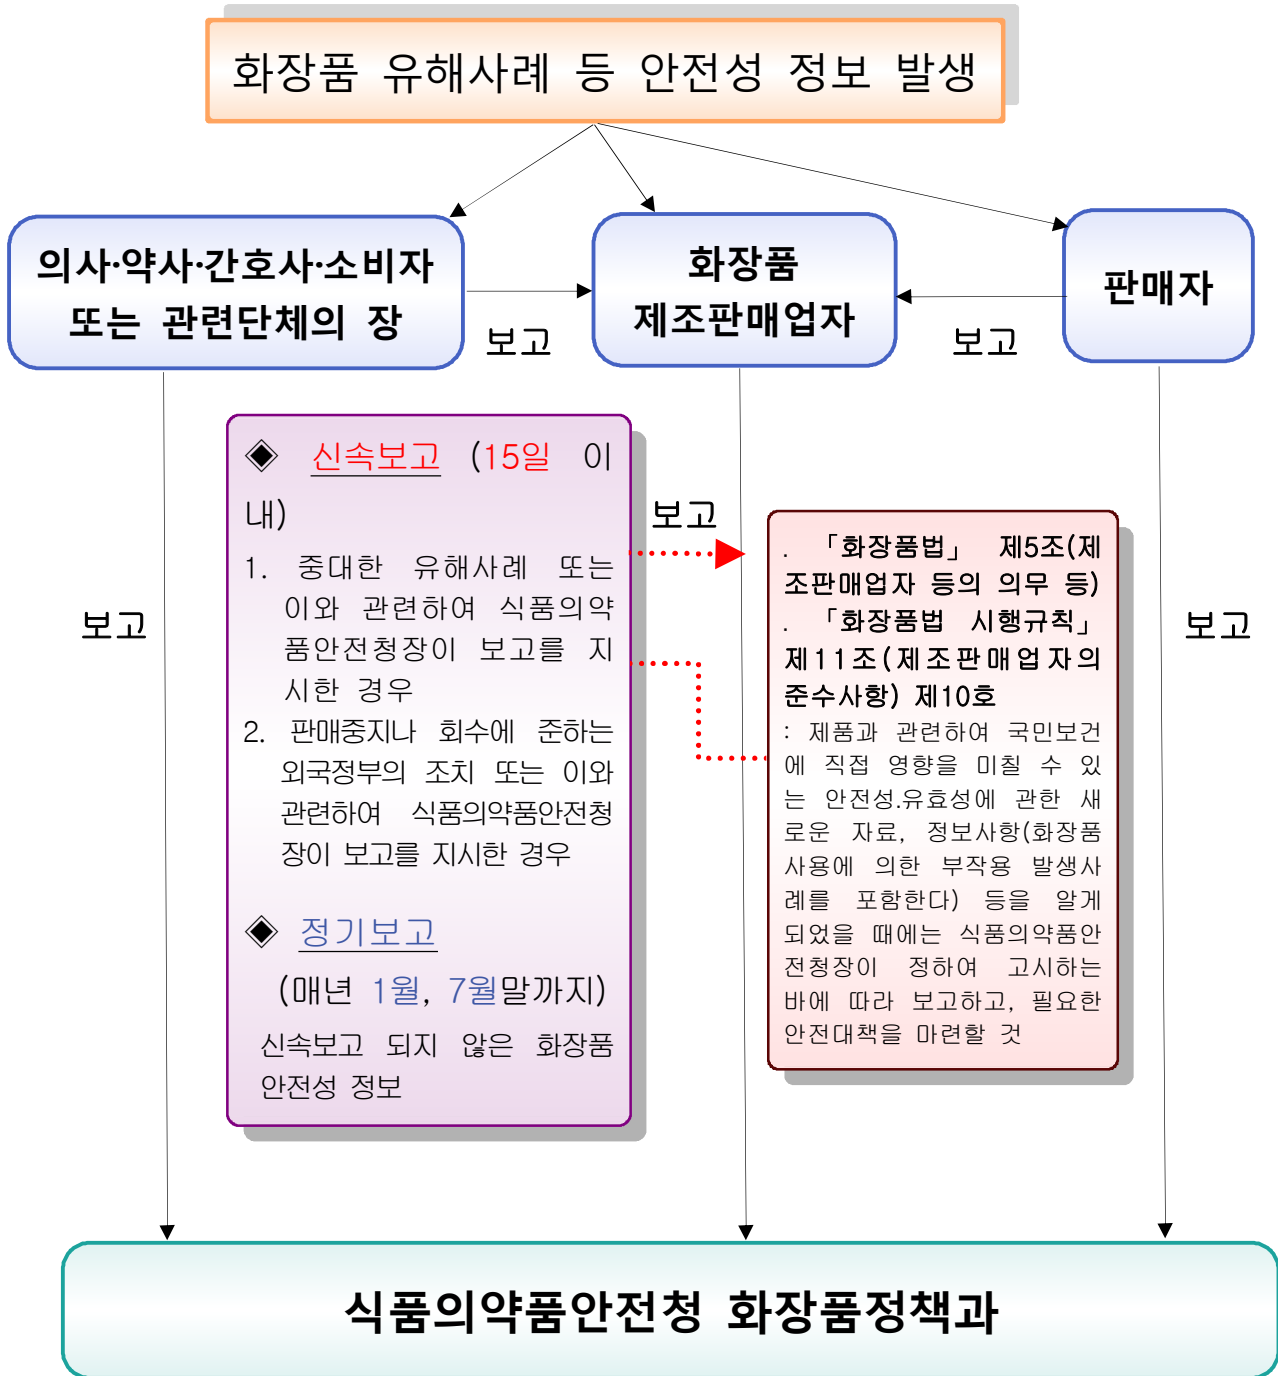 화장품 유해사례 등 안전성 정보 발생
의사·약사·간호사·소비자
또는 관련단체의 장
화장품
제조판매업자
판매자
보고
보고
◈ 신속보고 (15일 이
내)
1. 중대한 유해사례 또는
이와 관련하여 식품의약
품안전청장이 보고를 지
시한 경우
2. 판매중지나 회수에 준하는
외국정부의 조치 또는 이와
관련하여 식품의약품안전청
장이 보고를 지시한 경우
◈ 정기보고
(매년 1월, 7월말까지)
신속보고 되지 않은 화장품
안전성 정보
보고
보고
. 「화장품법」 제5조(제
조판매업자 등의 의무 등)
. 「화장품법 시행규칙」
제11조(제조판매업자의
준수사항) 제10호
: 제품과 관련하여 국민보건
에 직접 영향을 미칠 수 있
는 안전성.유효성에 관한 새
로운 자료, 정보사항(화장품
사용에 의한 부작용 발생사
례를 포함한다) 등을 알게
되었을 때에는 식품의약품안
전청장이 정하여 고시하는
바에 따라 보고하고, 필요한
안전대책을 마련할 것
보고
식품의약품안전청 화장품정책과